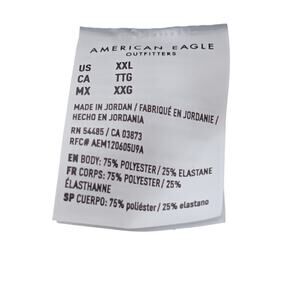 AMERICAN EAGLE
OUTFITTERS
US XXL
CA TTG
MX XXG
MADE IN JORDAN / FABRIQUÉ EN JORDANIE /
HECHO EN JORDANIA
RN 54485 / CA 03873
RFC# AEM120605U9A
EN BODY: 75% POLYESTER / 25% ELASTANE
FR CORPS: 75% POLYESTER / 25%
ÉLASTHANNE
SP CUERPO: 75% poliéster / 25% elastano